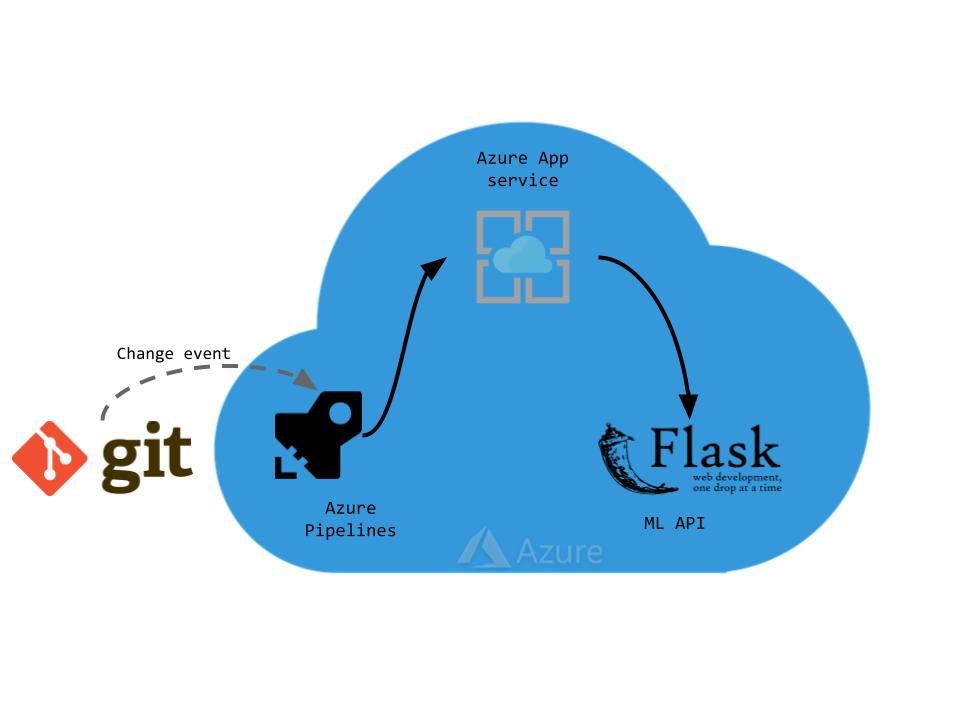 Azure App
service
Change event
git
Flask
web development,
one drop at a time
Azure
Pipelines
ML API
Azure